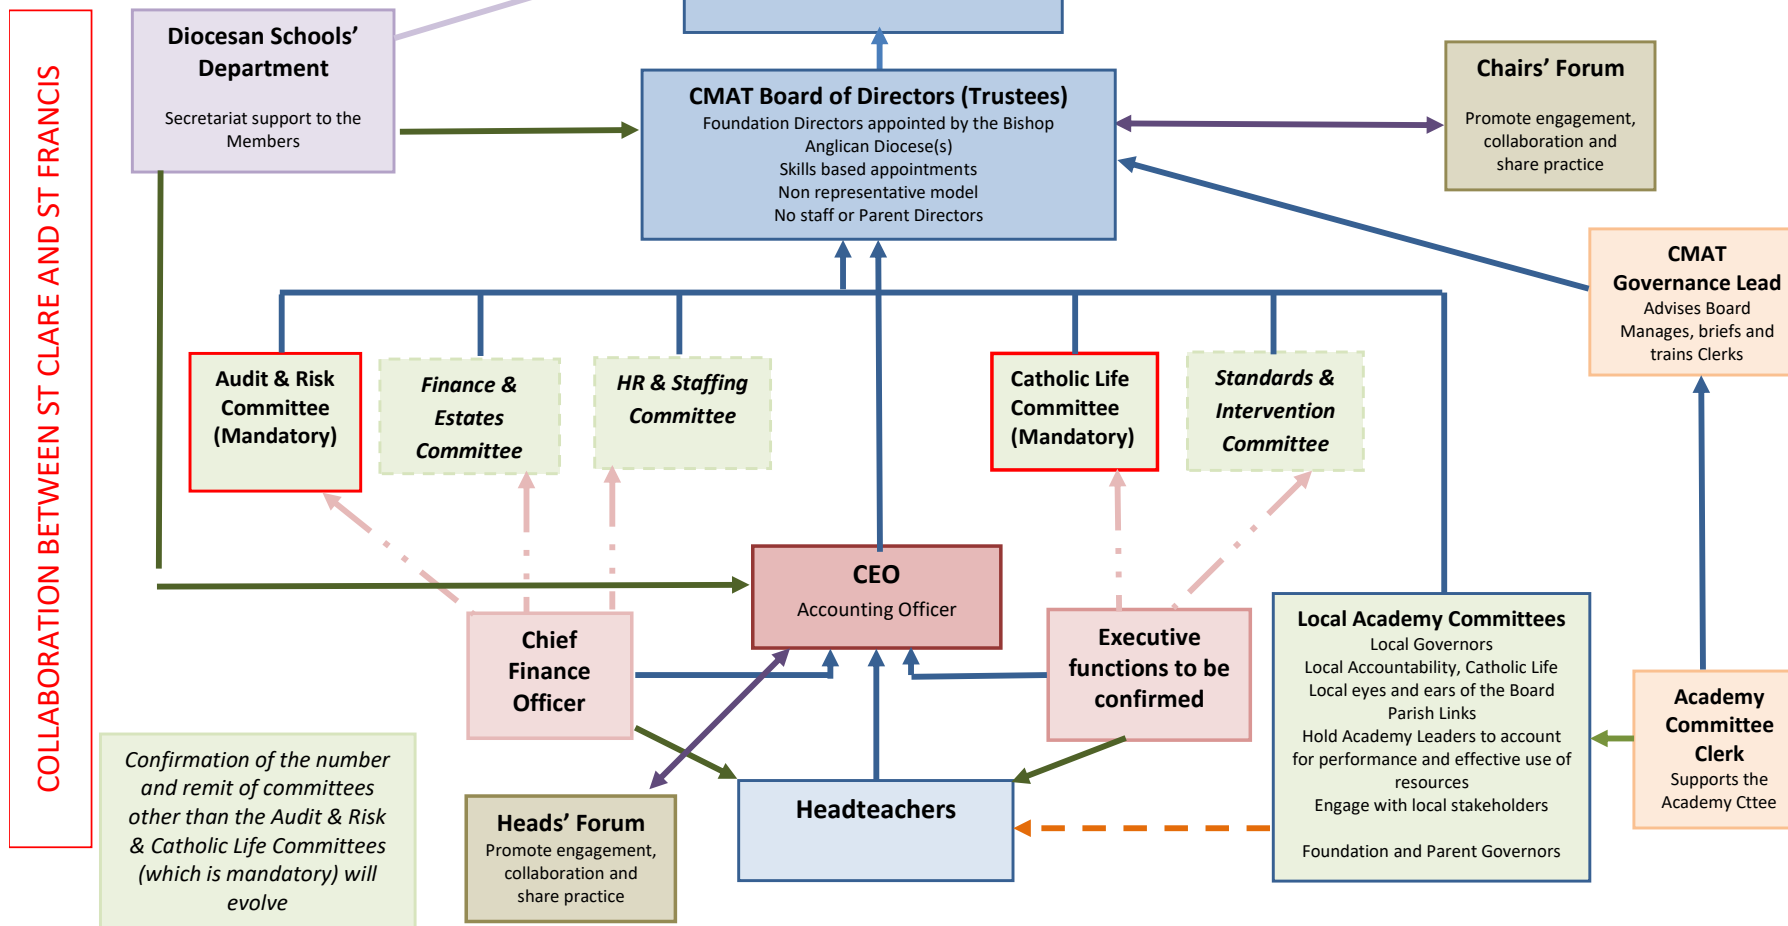 COLLABORATION BETWEEN ST CLARE AND ST FRANCIS
Diocesan Schools’
Department
Secretariat support to the
Members
CMAT Board of Directors (Trustees)
Foundation Directors appointed by the Bishop
Anglican Diocese(s)
Skills based appointments
Non representative model
No staff or Parent Directors
Chairs’ Forum
Promote engagement,
collaboration and
share practice
CMAT
Governance Lead
Advises Board
Manages, briefs and
trains Clerks
Audit & Risk
Committee
(Mandatory)
Finance &
Estates
Committee
HR & Staffing
Committee
Catholic Life
Committee
(Mandatory)
Standards &
Intervention
Committee
CEO
Accounting Officer
Chief
Finance
Officer
Executive
functions to be
confirmed
Local Academy Committees
Local Governors
Local Accountability, Catholic Life
Local eyes and ears of the Board
Parish Links
Hold Academy Leaders to account
for performance and effective use of
resources
Engage with local stakeholders
Foundation and Parent Governors
Academy
Committee
Clerk
Supports the
Academy Cttee
Confirmation of the number
and remit of committees
other than the Audit & Risk
& Catholic Life Committees
(which is mandatory) will
evolve
Heads’ Forum
Promote engagement,
collaboration and
share practice
Headteachers